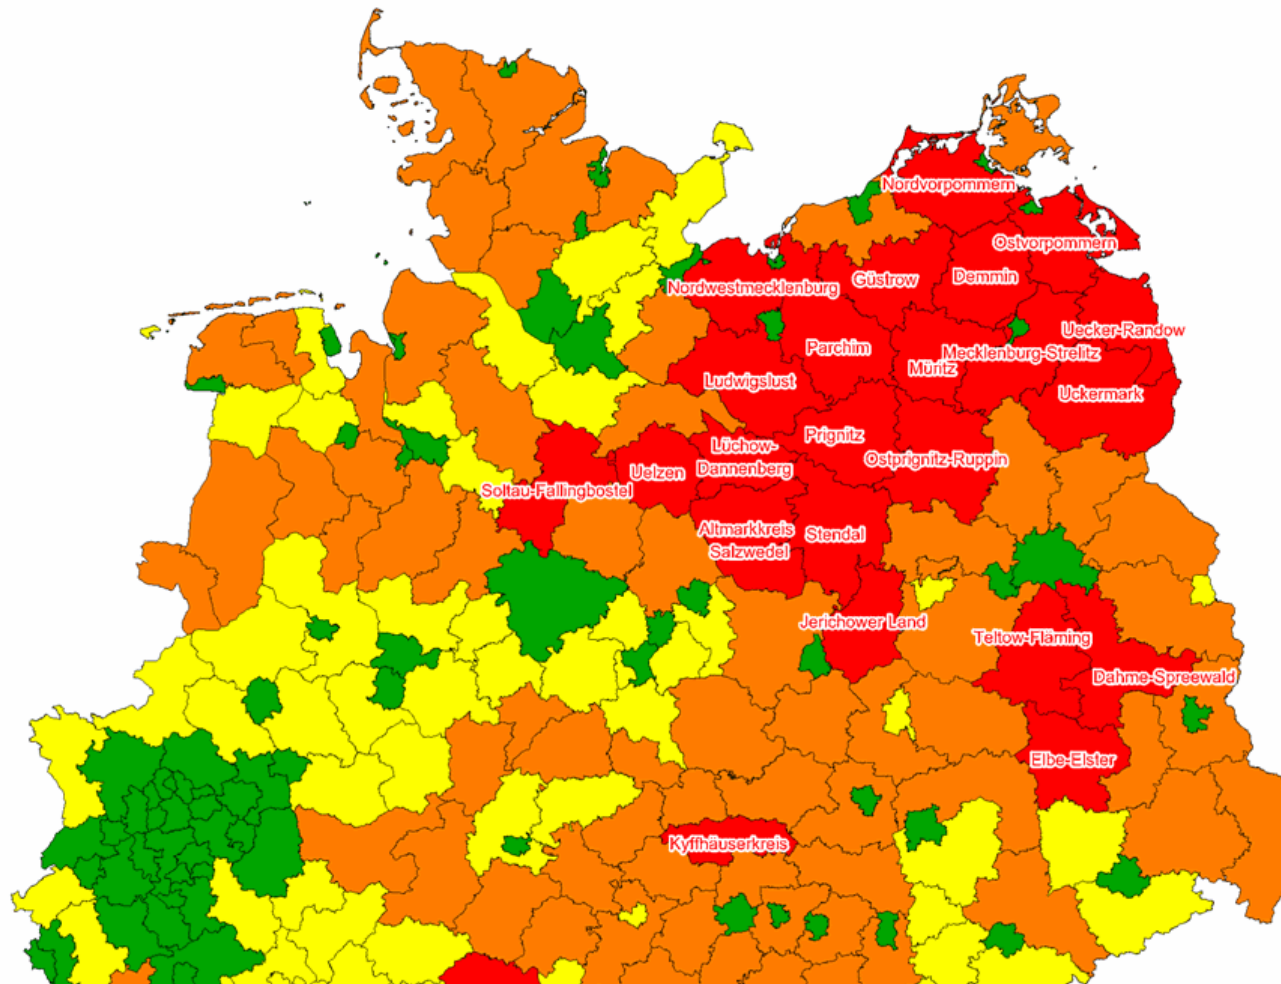 Nordvorpommern
Ostvorpommern
Nordwestmecklenburg
Güstrow
Demmin
Uecker-Randow
Parchim
Mecklenburg-Strelitz
Müritz
Ludwigslust
Uckermark
Prignitz
Lüchow-
Dannenberg
Ostprignitz-Ruppin
Uelzen
Soltau-Fallingbostel
Altmarkkreis
Salzwedel
Stendal
Jerichower Land
Teltow-Fläming
Dahme-Spreewald
Elbe-Elster
Kyffhäuserkreis